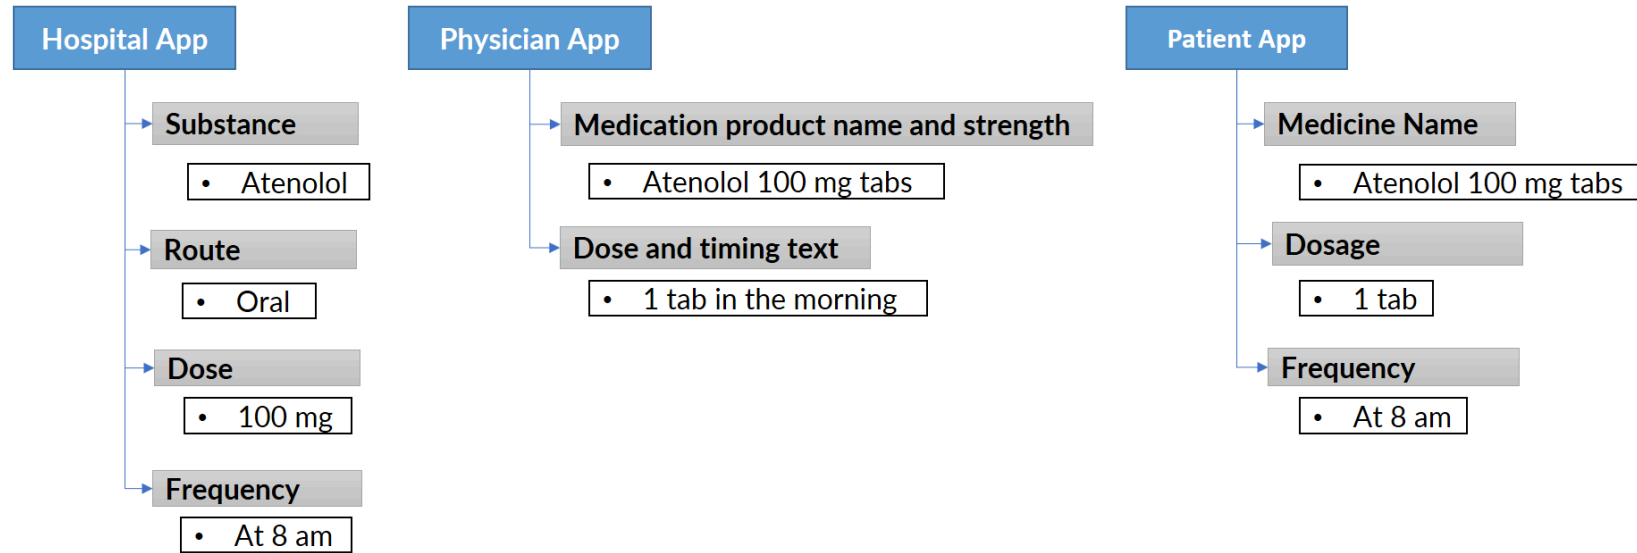 Hospital App
Substance
• Atenolol
Route
• Oral
Dose
• 100 mg
Frequency
• At 8 am
Physician App
Medication product name and strength
• Atenolol 100 mg tabs
Dose and timing text
• 1 tab in the morning
Patient App
Medicine Name
• Atenolol 100 mg tabs
Dosage
• 1 tab
Frequency
• At 8 am